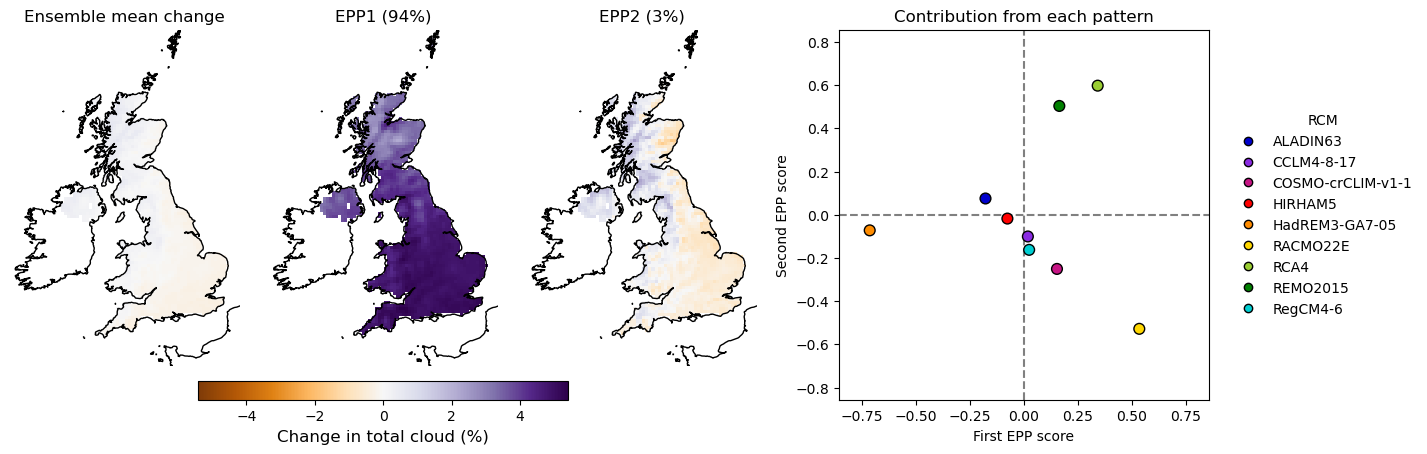 Ensemble mean change
EPP1 (94%)
EPP2 (3%)
Contribution from each pattern
0.8
0.6
0.4
0.2
0.0
−0.2
−0.4
−0.6
−0.8
Second EPP score
−0.75
−0.50
−0.25
0.00
0.25
0.50
0.75
First EPP score
RCM
ALADIN63
CCLM4-8-17
COSMO-crCLIM-v1-1
HIRHAM5
HadREM3-GA7-05
RACMO22E
RCA4
REMO2015
RegCM4-6
−4
−2
0
2
4
Change in total cloud (%)